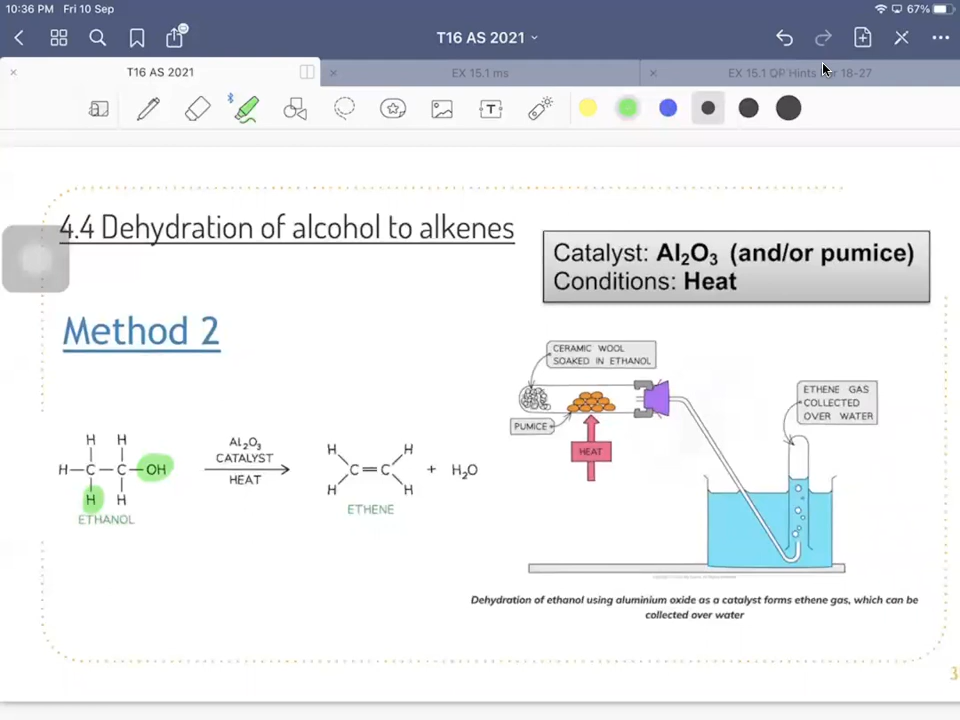 10:36 PM Fri 10 Sep
67%
T16 AS 2021
T16 AS 2021
EX 15.1 ms
EX 15.1 QP Hints for 18-27
4.4 Dehydration of alcohol to alkenes
Catalyst: Al₂O₃ (and/or pumice)
Conditions: Heat
Method 2
CERAMIC WOOL
SOAKED IN ETHANOL
PUMICE
HEAT
ETHENE GAS
COLLECTED
OVER WATER
H H
H—C—C—OH
H H
ETHANOL
Al₂O₃
CATALYST
HEAT
H H
C=C
H H
ETHENE
+ H₂O
Dehydration of ethanol using aluminium oxide as a catalyst forms ethene gas, which can be
collected over water